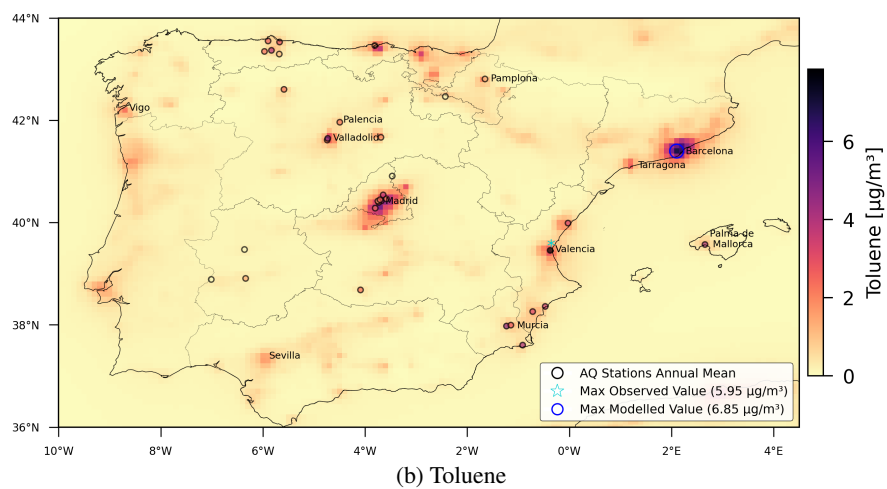 44°N
42°N
40°N
38°N
36°N
10°W 8°W 6°W 4°W 2°W 0°W 2°E 4°E
Pamplona
Vigo
Palencia
Valladolid
Barcelona
Tarragona
Madrid
Palma de
Mallorca
Valencia
Murcia
Sevilla
AQ Stations Annual Mean
Max Observed Value (5.95 μg/m³)
Max Modelled Value (6.85 μg/m³)
6
4
2
0
Toluene [μg/m³]
(b) Toluene